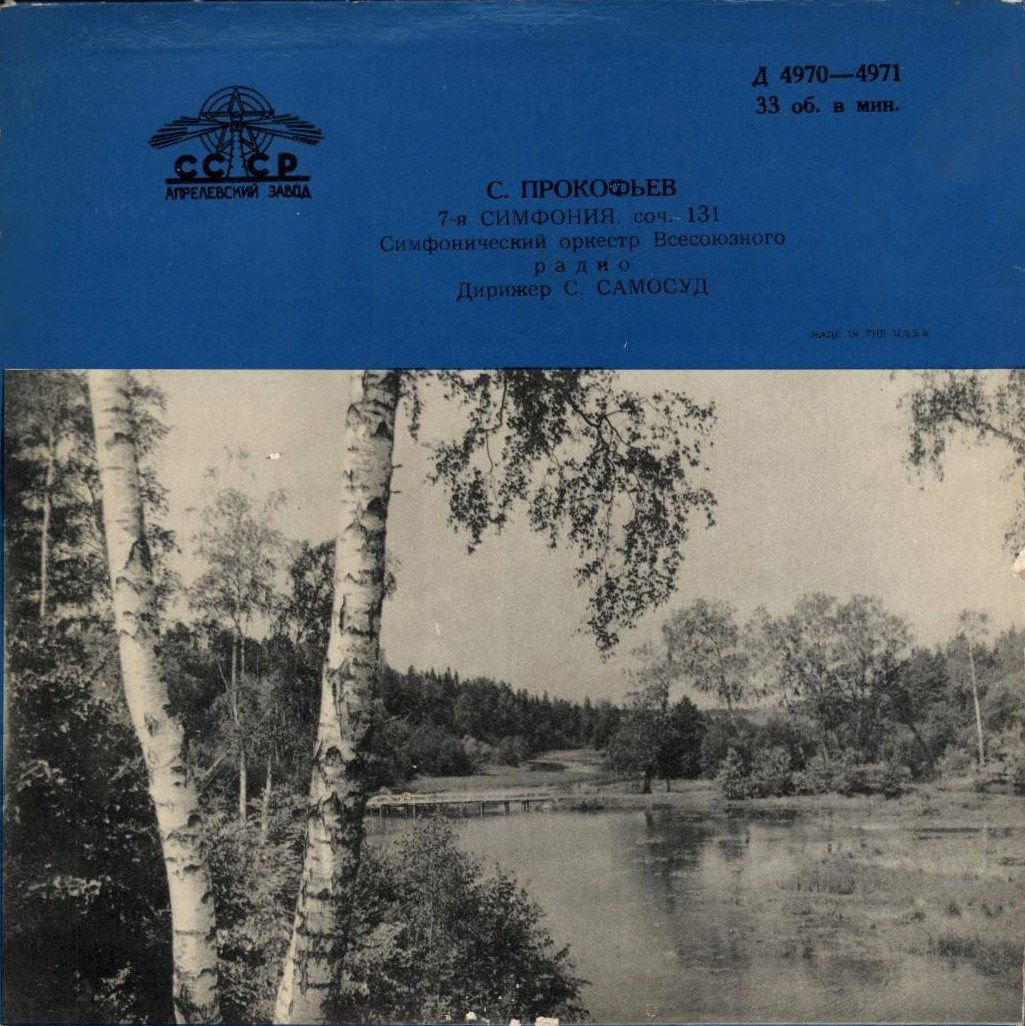 Д 4970—4971
33 об. в мин.
СССР
АПРЕЛЕВСКИЙ ЗАВОД
С. ПРОКОФЬЕВ
7-я СИМФОНИЯ, соч. 131
Симфонический оркестр Всесоюзного
радио
Дирижер С. САМОСУД
MADE IN THE U.S.S.R.